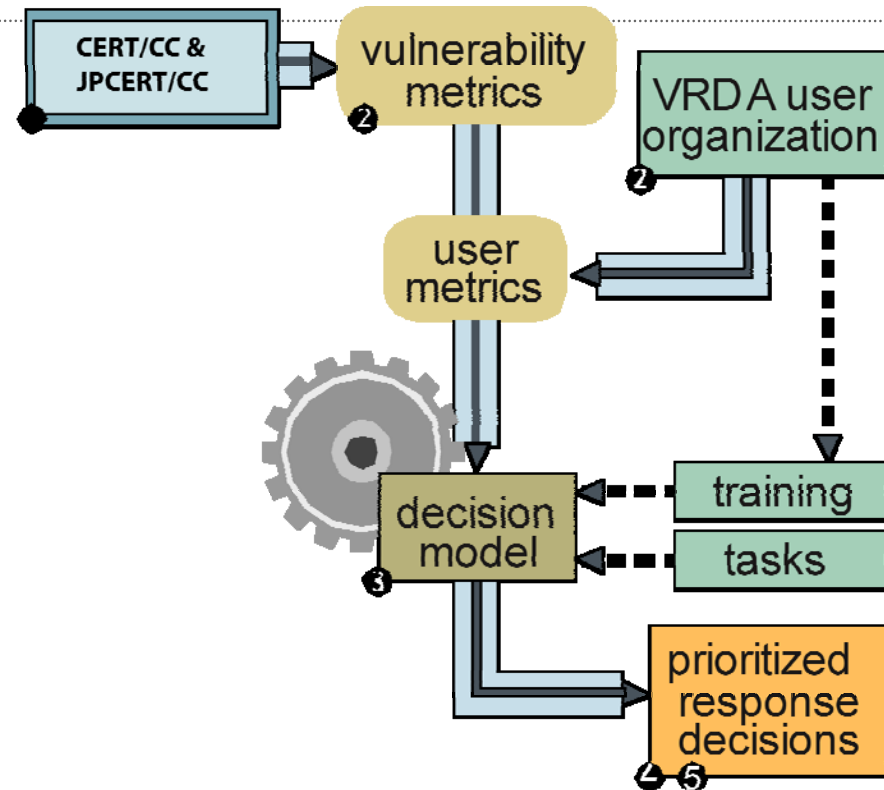 CERT/CC &
JPCERT/CC
vulnerability
metrics
2
VRDA user
organization
2
user
metrics
training
decision
model
3
tasks
prioritized
response
decisions
5